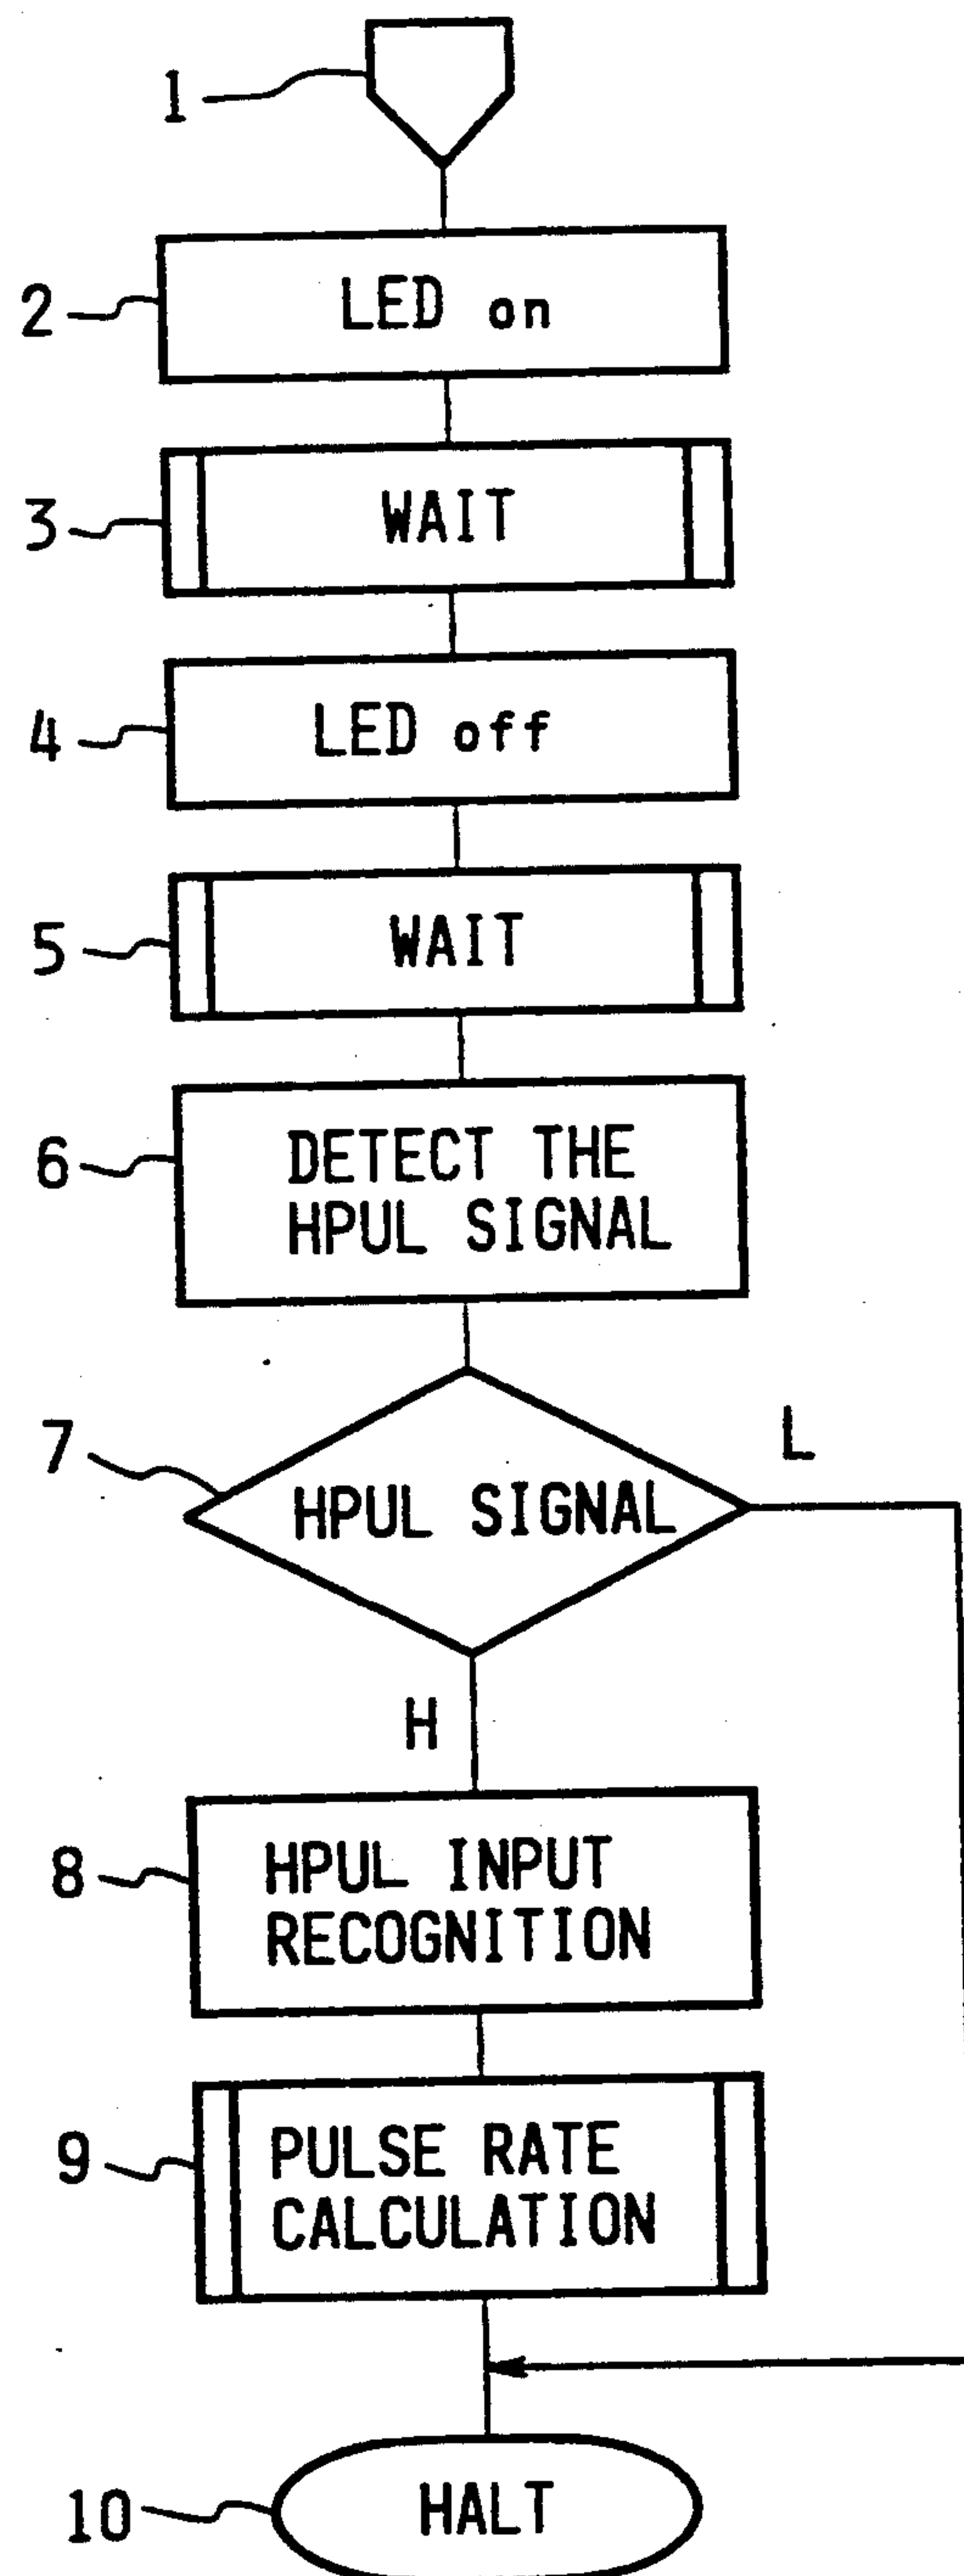 1
2
LED on
3
WAIT
4
LED off
5
WAIT
6
DETECT THE
HPUL SIGNAL
7
HPUL SIGNAL
L
H
8
HPUL INPUT
RECOGNITION
9
PULSE RATE
CALCULATION
10
HALT